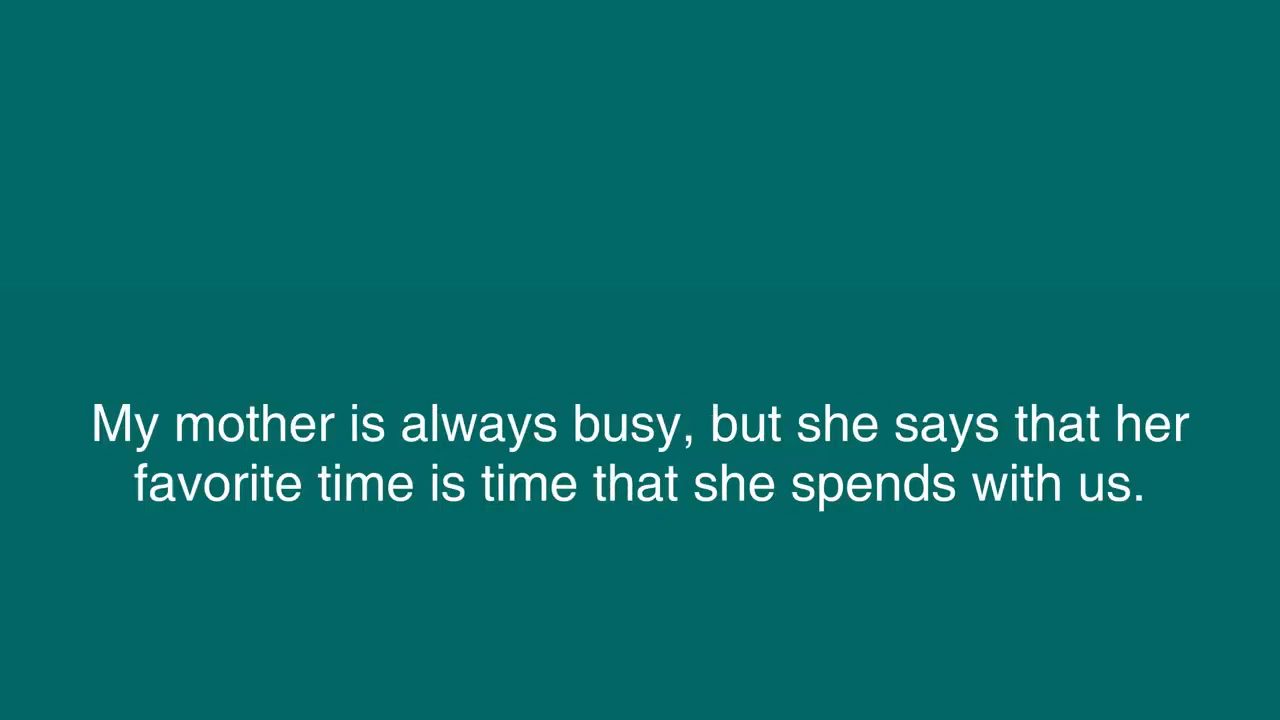 My mother is always busy, but she says that her
favorite time is time that she spends with us.